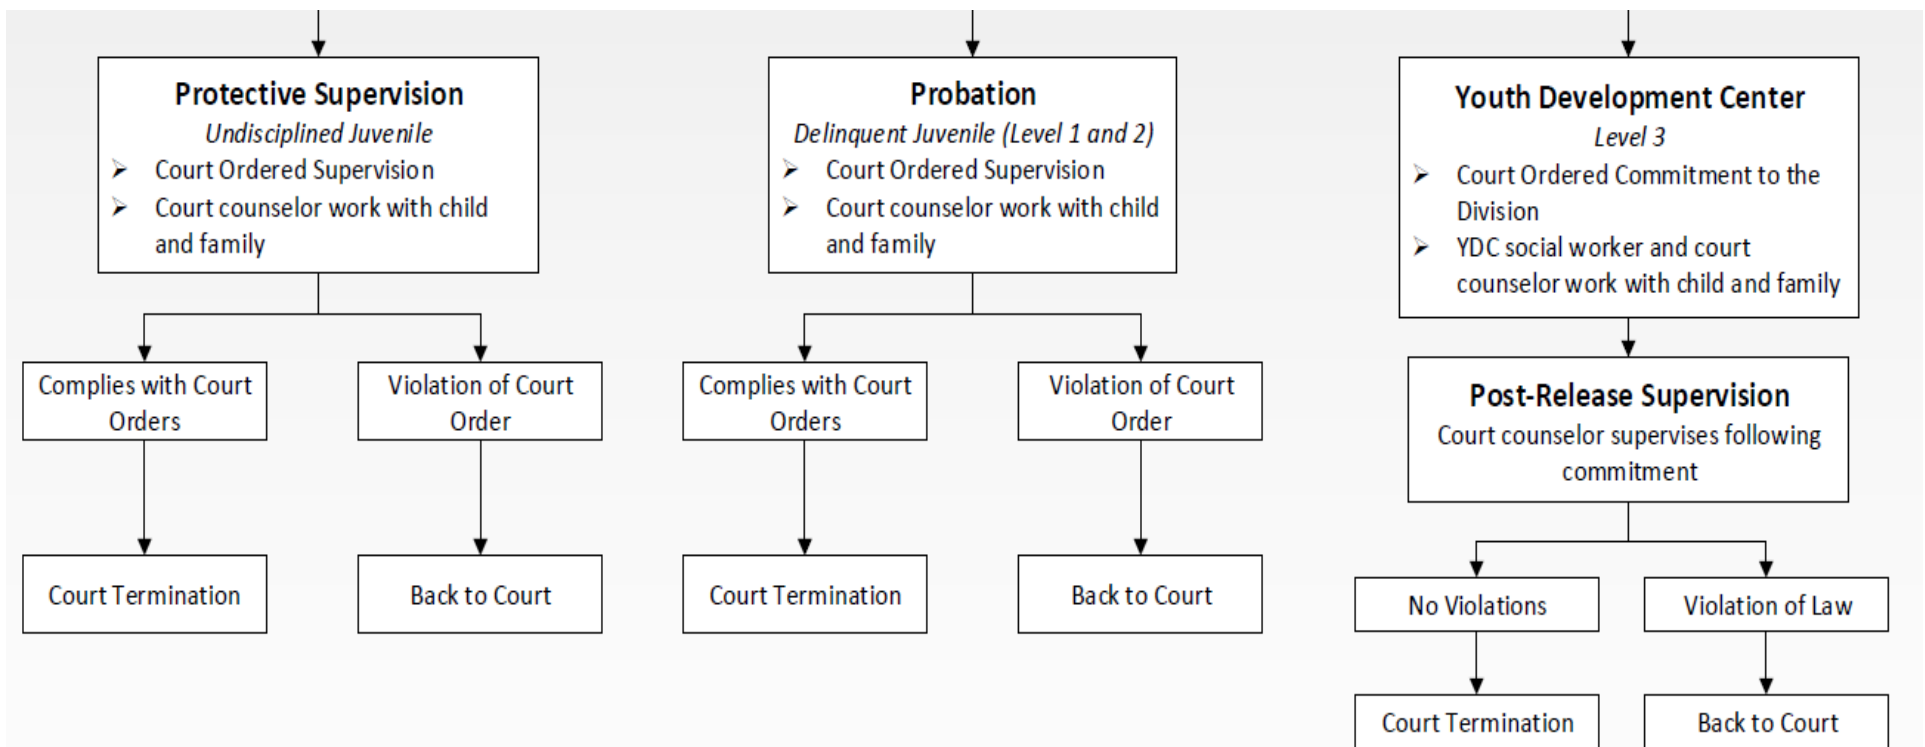 Protective Supervision
Undisciplined Juvenile
➢ Court Ordered Supervision
➢ Court counselor work with child
and family
Complies with Court
Orders
Violation of Court
Order
Court Termination
Back to Court
Probation
Delinquent Juvenile (Level 1 and 2)
➢ Court Ordered Supervision
➢ Court counselor work with child
and family
Complies with Court
Orders
Violation of Court
Order
Court Termination
Back to Court
Youth Development Center
Level 3
➢ Court Ordered Commitment to the
Division
➢ YDC social worker and court
counselor work with child and family
Post-Release Supervision
Court counselor supervises following
commitment
No Violations
Violation of Law
Court Termination
Back to Court